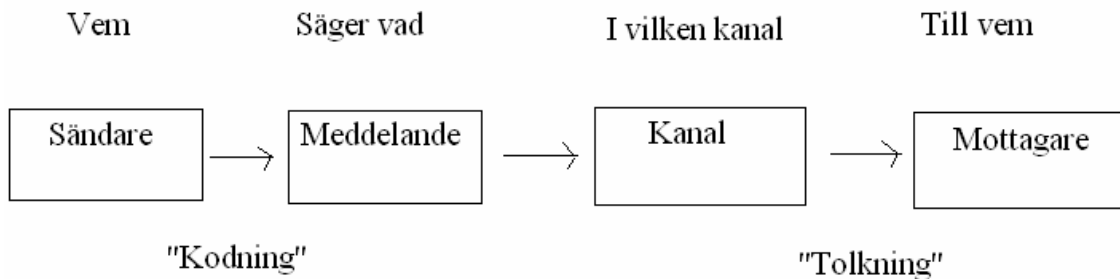 Vem Säger vad I vilken kanal Till vem
Sändare Meddelande Kanal Mottagare
"Kodning" "Tolkning"